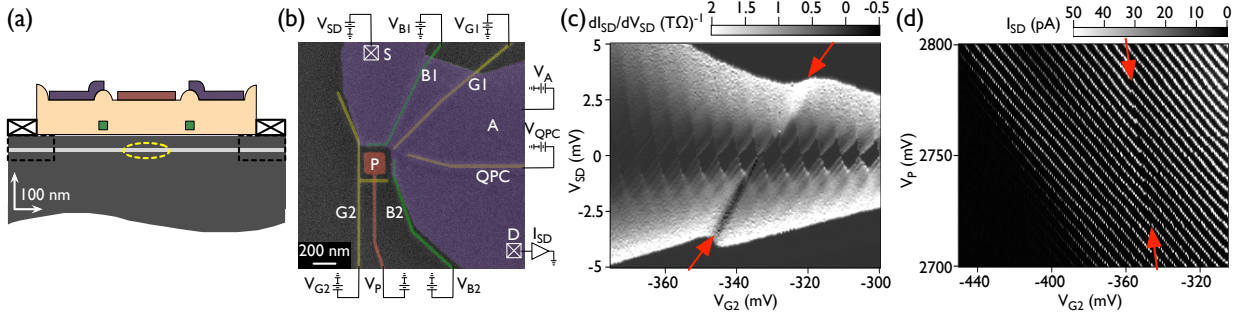 (a)
100 nm
(b)
V_SD
V_B1
V_G1
S
B1
G1
V_A
A
V_QPC
P
QPC
G2
B2
D
I_SD
200 nm
V_G2
V_P
V_B2
(c)
dI_SD/dV_SD (TΩ)^-1
2 1.5 1 0.5 0 -0.5
5
2.5
0
-2.5
-5
V_SD (mV)
-360 -340 -320 -300
V_G2 (mV)
(d)
I_SD (pA)
50 40 30 20 10 0
2800
2750
2700
V_P (mV)
-450 -400 -360 -320
V_G2 (mV)